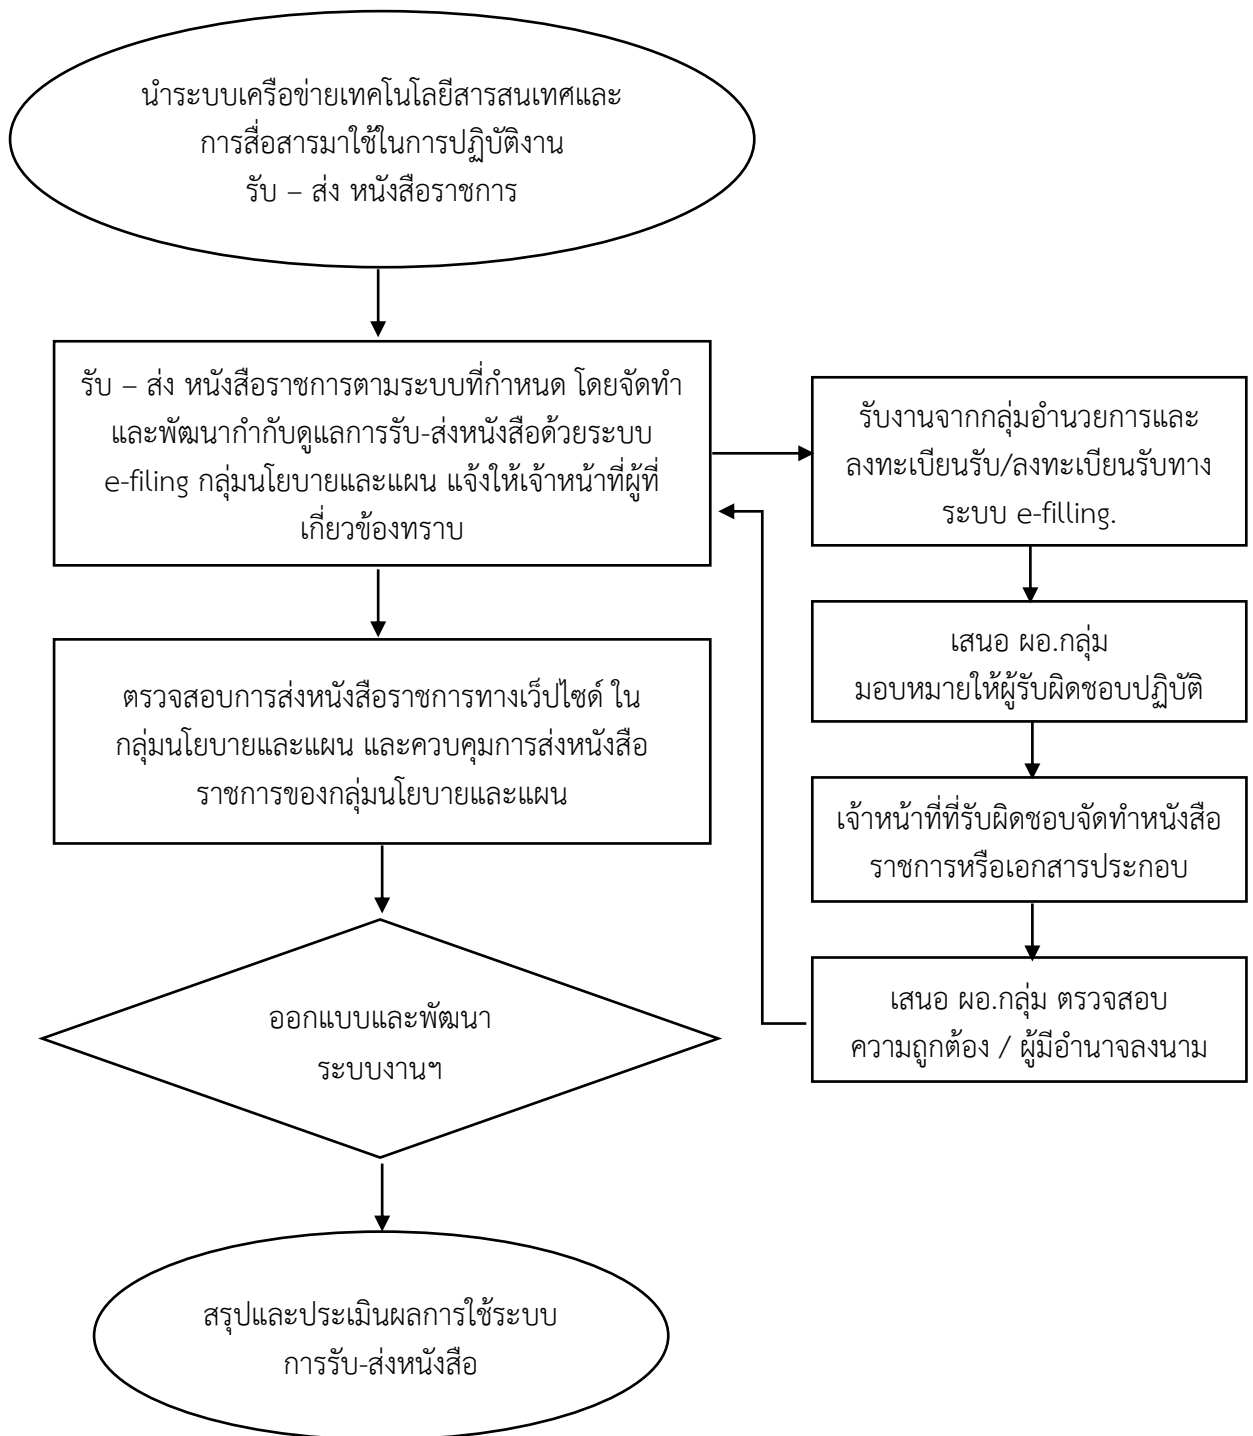 นำระบบเครือข่ายเทคโนโลยีสารสนเทศและ
การสื่อสารมาใช้ในการปฏิบัติงาน
รับ – ส่ง หนังสือราชการ
รับ – ส่ง หนังสือราชการตามระบบที่กำหนด โดยจัดทำ
และพัฒนากำกับดูแลการรับ-ส่งหนังสือด้วยระบบ
e-filing กลุ่มนโยบายและแผน แจ้งให้เจ้าหน้าที่ผู้ที่
เกี่ยวข้องทราบ
รับงานจากกลุ่มอำนวยการและ
ลงทะเบียนรับ/ลงทะเบียนรับทาง
ระบบ e-filling.
เสนอ ผอ.กลุ่ม
มอบหมายให้ผู้รับผิดชอบปฏิบัติ
เจ้าหน้าที่ที่รับผิดชอบจัดทำหนังสือ
ราชการหรือเอกสารประกอบ
เสนอ ผอ.กลุ่ม ตรวจสอบ
ความถูกต้อง / ผู้มีอำนาจลงนาม
ตรวจสอบการส่งหนังสือราชการทางเว็ปไซด์ ใน
กลุ่มนโยบายและแผน และควบคุมการส่งหนังสือ
ราชการของกลุ่มนโยบายและแผน
ออกแบบและพัฒนา
ระบบงานฯ
สรุปและประเมินผลการใช้ระบบ
การรับ-ส่งหนังสือ